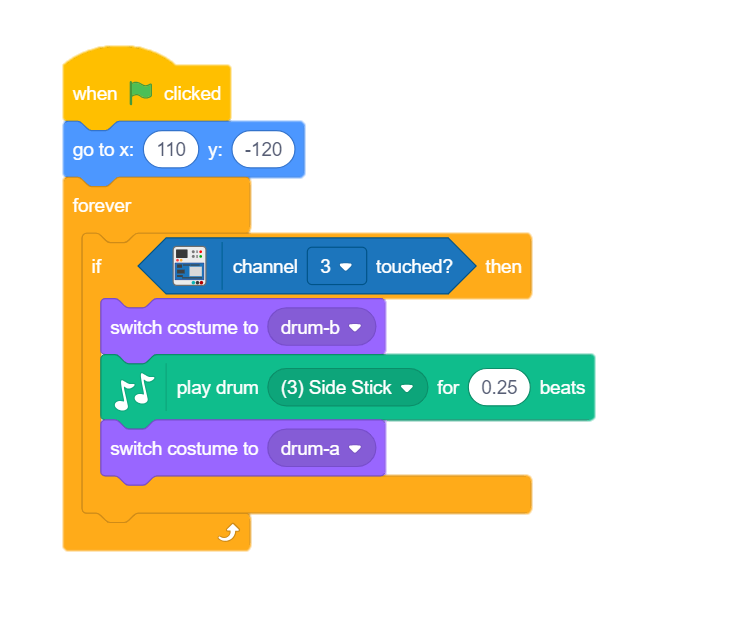 when clicked
go to x: 110 y: -120
forever
if channel 3 touched? then
switch costume to drum-b
play drum (3) Side Stick for 0.25 beats
switch costume to drum-a